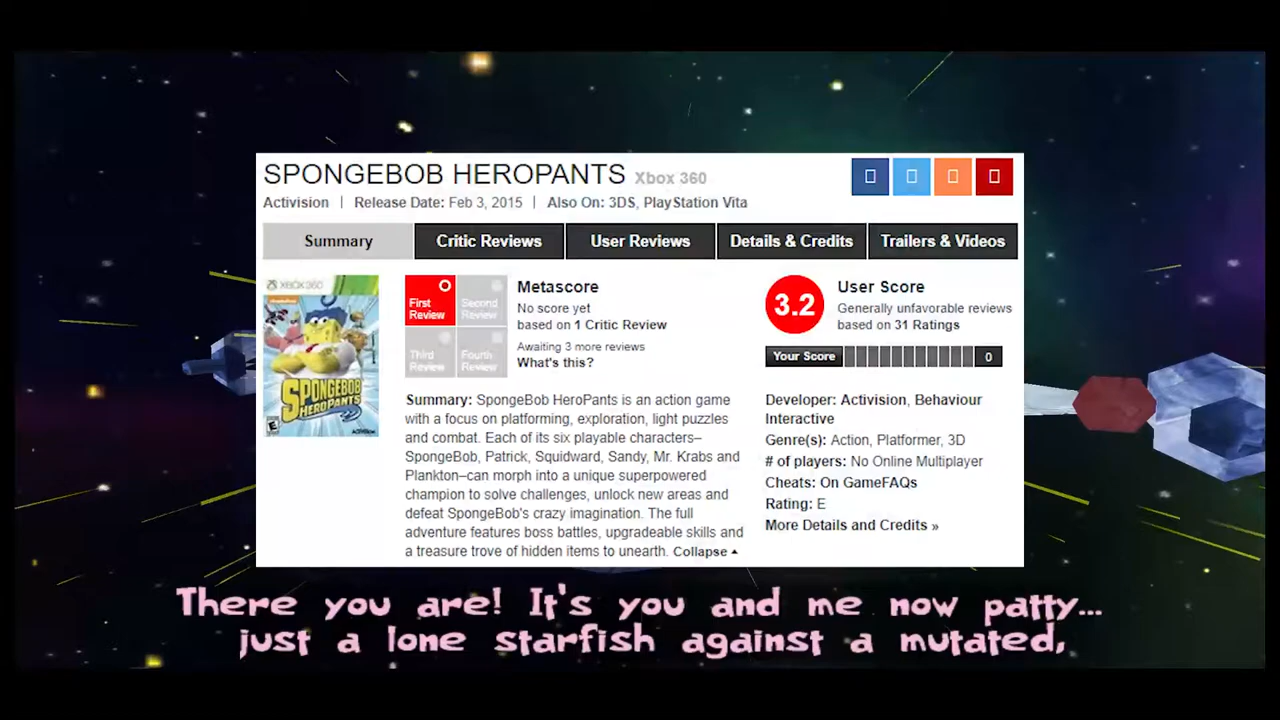 SPONGEBOB HEROPANTS Xbox 360
Activision | Release Date: Feb 3, 2015 | Also On: 3DS, PlayStation Vita
Summary Critic Reviews User Reviews Details & Credits Trailers & Videos
XBOX 360
nickelodeon
SPONGEBOB
HEROPANTS
E
ACTIVISION
First
Review
Second
Review
Third
Review
Fourth
Review
Metascore
No score yet
based on 1 Critic Review
Awaiting 3 more reviews
What's this?
3.2
User Score
Generally unfavorable reviews
based on 31 Ratings
Your Score 0
Summary: SpongeBob HeroPants is an action game
with a focus on platforming, exploration, light puzzles
and combat. Each of its six playable characters–
SpongeBob, Patrick, Squidward, Sandy, Mr. Krabs and
Plankton–can morph into a unique superpowered
champion to solve challenges, unlock new areas and
defeat SpongeBob's crazy imagination. The full
adventure features boss battles, upgradeable skills and
a treasure trove of hidden items to unearth. Collapse
Developer: Activision, Behaviour
Interactive
Genre(s): Action, Platformer, 3D
# of players: No Online Multiplayer
Cheats: On GameFAQs
Rating: E
More Details and Credits »
There you are! It's you and me now patty...
just a lone starfish against a mutated,